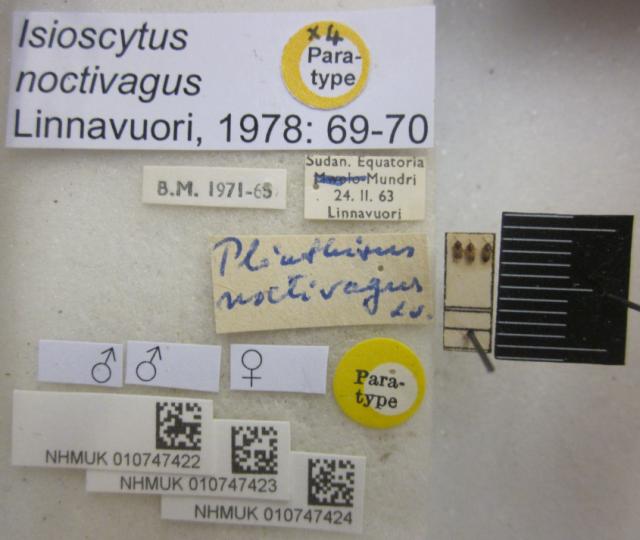 Isioscytus
noctivagus
Linnavuori, 1978: 69-70
x4
Para-
type
B.M. 1971-65
Sudan. Equatoria
Mwolo-Mundri
24. II. 63
Linnavuori
Plinthisus
noctivagus
♂
♂
♀
Para-
type
NHMUK 010747422
NHMUK 010747423
NHMUK 010747424